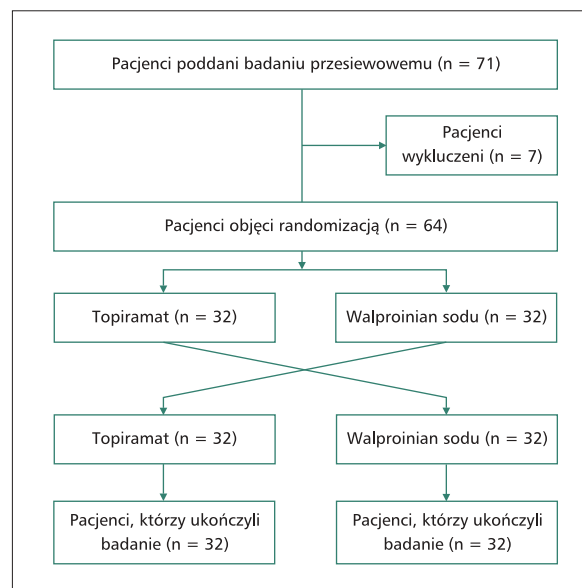 Pacjenci poddani badaniu przesiewowemu (n = 71)
Pacjenci
wykluczeni (n = 7)
Pacjenci objęci randomizacją (n = 64)
Topiramat (n = 32)
Walproinian sodu (n = 32)
Topiramat (n = 32)
Walproinian sodu (n = 32)
Pacjenci, którzy ukończyli
badanie (n = 32)
Pacjenci, którzy ukończyli
badanie (n = 32)